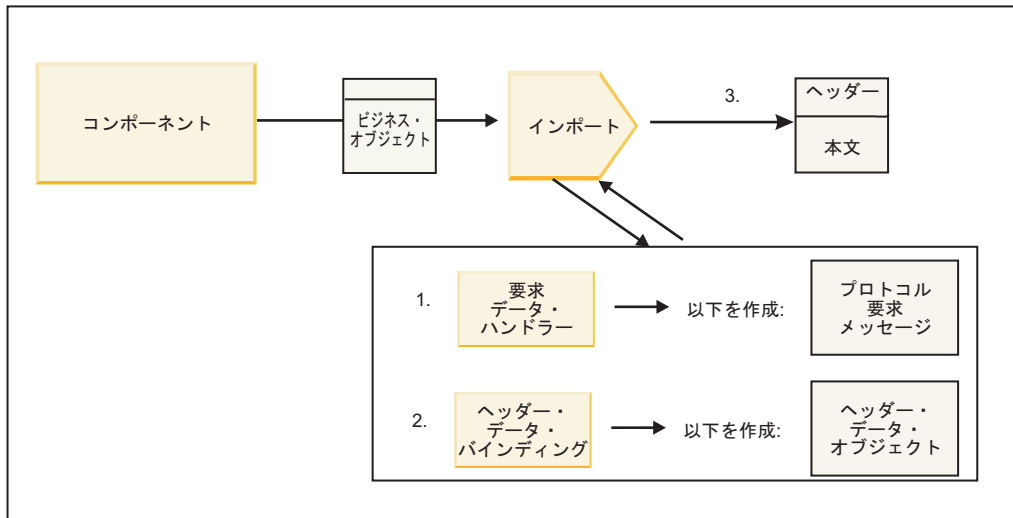 コンポーネント
ビジネス・
オブジェクト
インポート
3.
ヘッダー
本文
1.
要求
データ・
ハンドラー
以下を作成:
プロトコル
要求
メッセージ
2.
ヘッダー・
データ・
バインディング
以下を作成:
ヘッダー・
データ・
オブジェクト